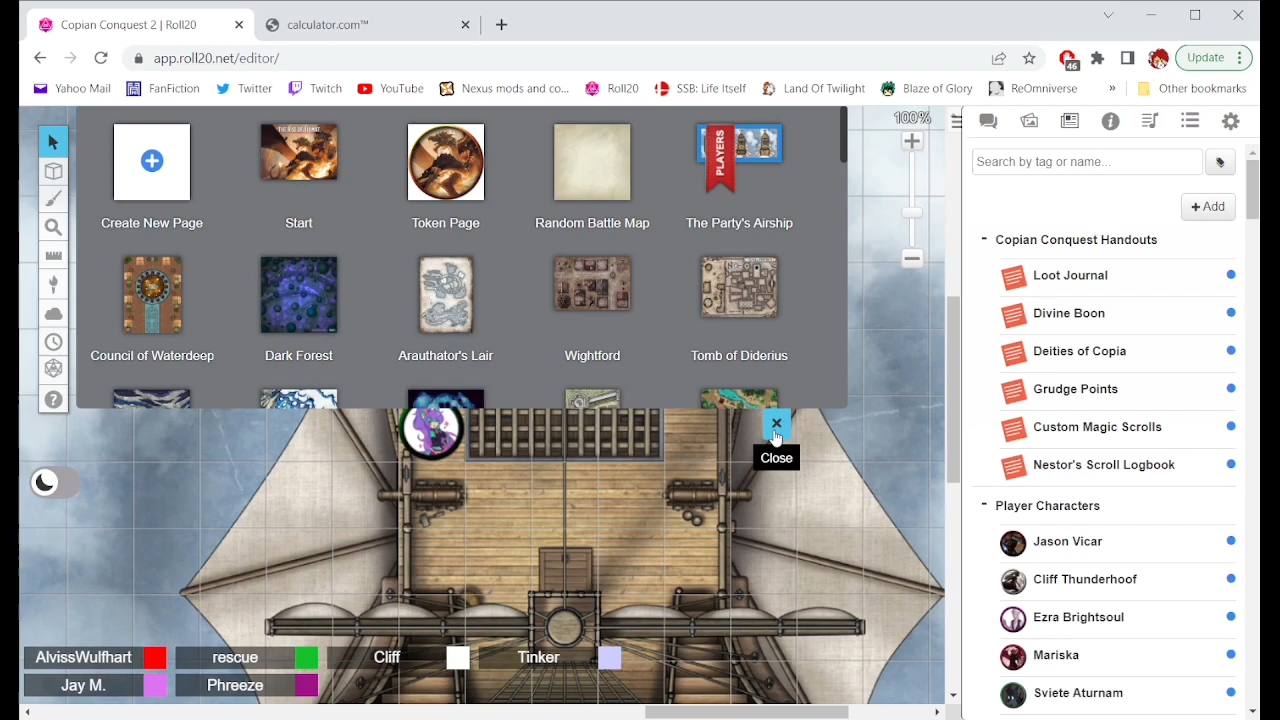 Copian Conquest 2 | Roll20
calculator.com™
app.roll20.net/editor/
46
Update
Yahoo Mail
FanFiction
Twitter
Twitch
YouTube
Nexus mods and co...
Roll20
SSB: Life Itself
Land Of Twilight
Blaze of Glory
ReOmniverse
»
Other bookmarks
100%
PLAYERS
Create New Page
Start
Token Page
Random Battle Map
The Party's Airship
Council of Waterdeep
Dark Forest
Arauthator's Lair
Wightford
Tomb of Diderius
Close
AlvissWulfhart
rescue
Cliff
Tinker
Jay M.
Phreeze
Search by tag or name...
+ Add
Copian Conquest Handouts
Loot Journal
Divine Boon
Deities of Copia
Grudge Points
Custom Magic Scrolls
Nestor's Scroll Logbook
Player Characters
Jason Vicar
Cliff Thunderhoof
Ezra Brightsoul
Mariska
Sviete Aturnam